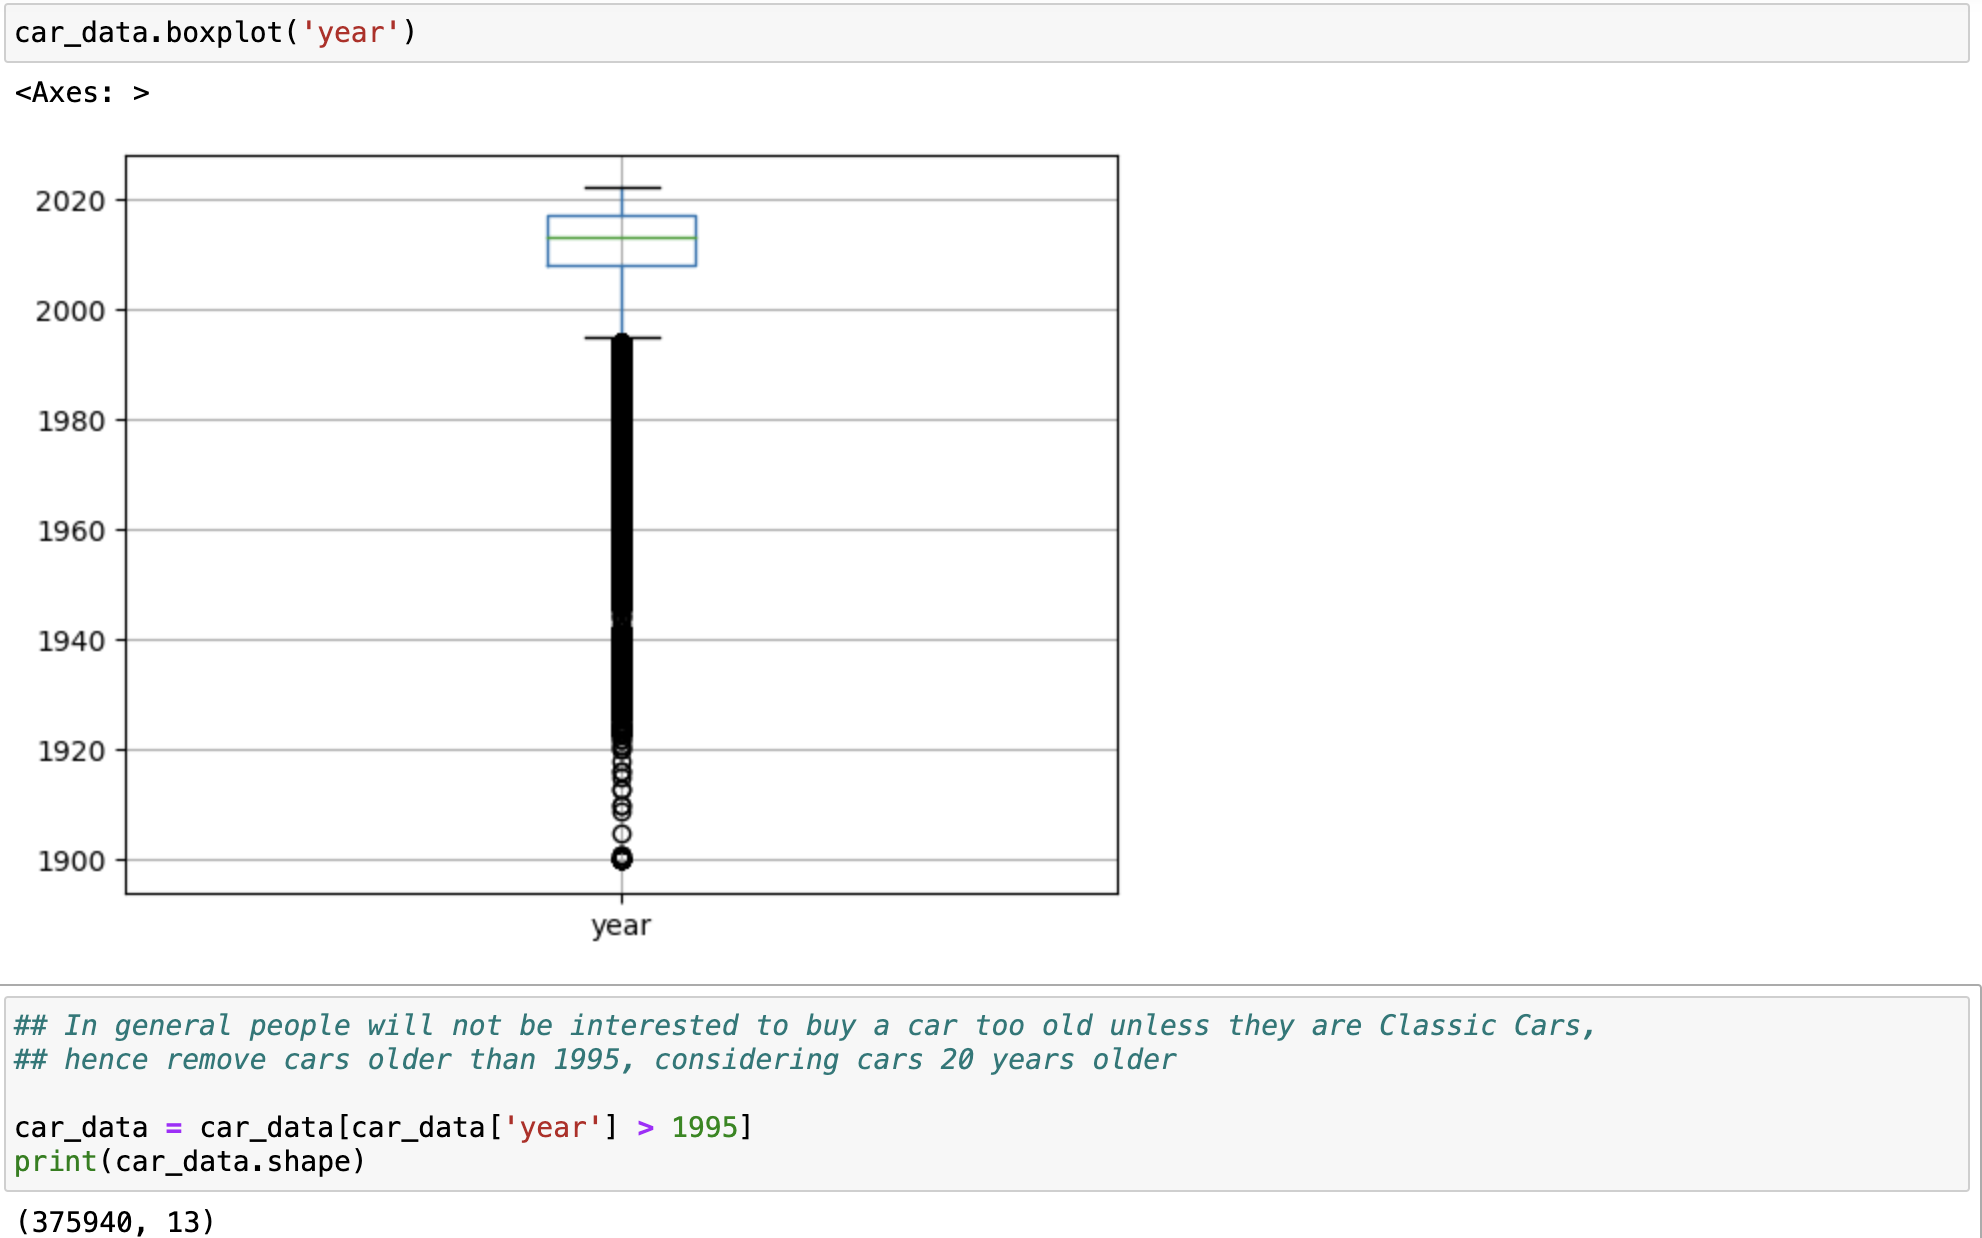 car_data.boxplot('year')
<Axes: >
2020
2000
1980
1960
1940
1920
1900
year
## In general people will not be interested to buy a car too old unless they are Classic Cars,
## hence remove cars older than 1995, considering cars 20 years older
car_data = car_data[car_data['year'] > 1995]
print(car_data.shape)
(375940, 13)